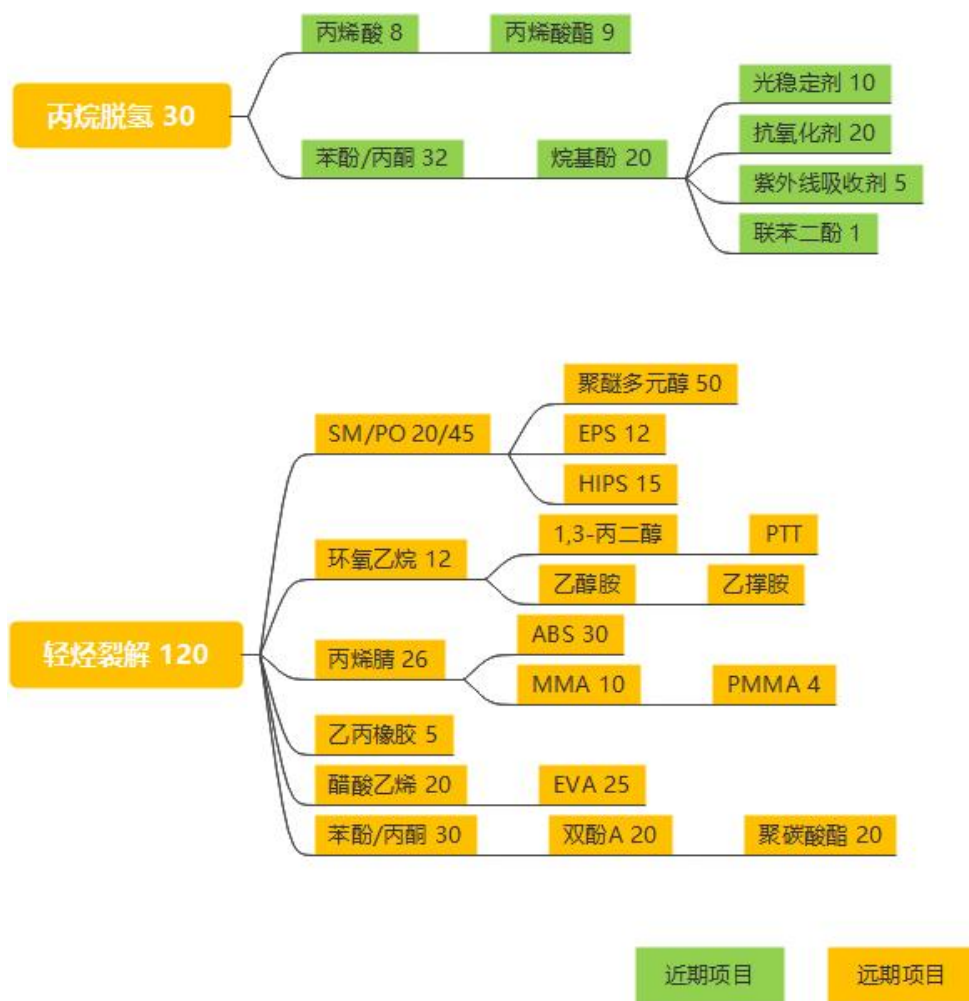 丙烯酸 8
丙烯酸酯 9
丙烷脱氢 30
光稳定剂 10
抗氧化剂 20
苯酚/丙酮 32
烷基酚 20
紫外线吸收剂 5
联苯二酚 1
聚醚多元醇 50
SM/PO 20/45
EPS 12
HIPS 15
1,3-丙二醇
PTT
环氧乙烷 12
乙醇胺
乙撑胺
轻烃裂解 120
ABS 30
丙烯腈 26
MMA 10
PMMA 4
乙丙橡胶 5
醋酸乙烯 20
EVA 25
苯酚/丙酮 30
双酚A 20
聚碳酸酯 20
近期项目
远期项目